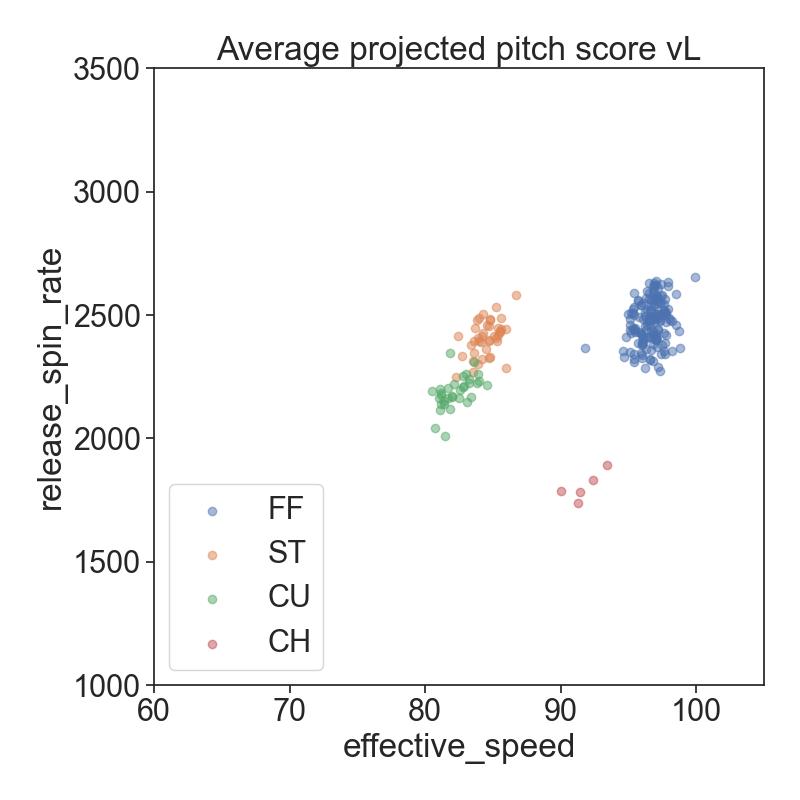 Average projected pitch score vL
3500
3000
2500
2000
1500
1000
release_spin_rate
FF
ST
CU
CH
60 70 80 90 100
effective_speed